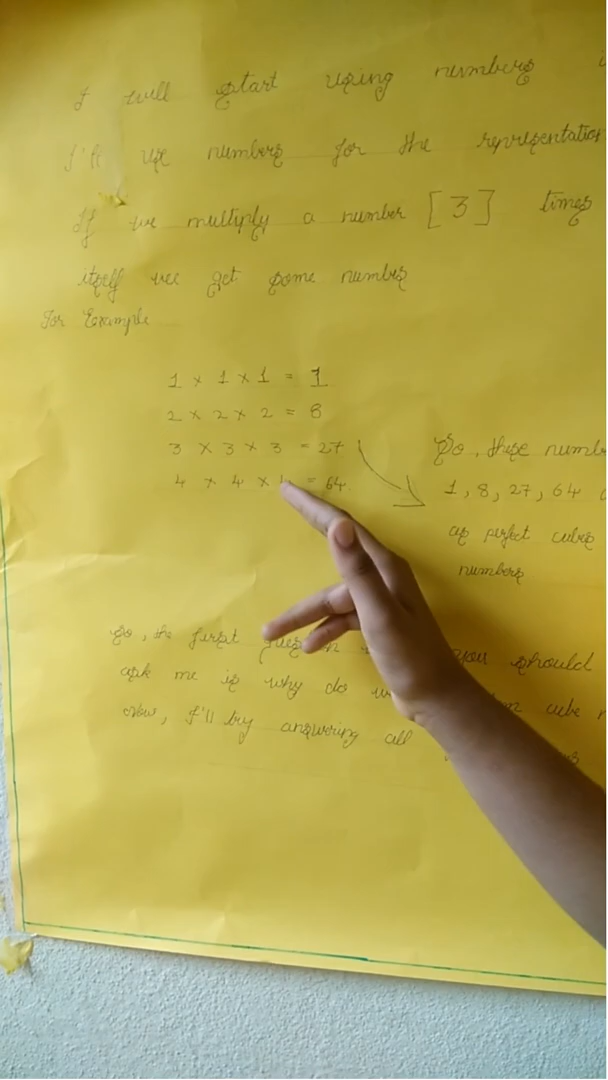 I will start using numbers
I'll use numbers for the representation
If we multiply a number [3] times
itself wee get some numbrs
For Example
1 x 1 x 1 = 1
2 x 2 x 2 = 8
3 x 3 x 3 = 27
4 x 4 x 4 = 64
So, these numb
1, 8, 27, 64
as perfect cubes
numbers
So, the first you should
ask me is why do cube
Now, I'll try answering all